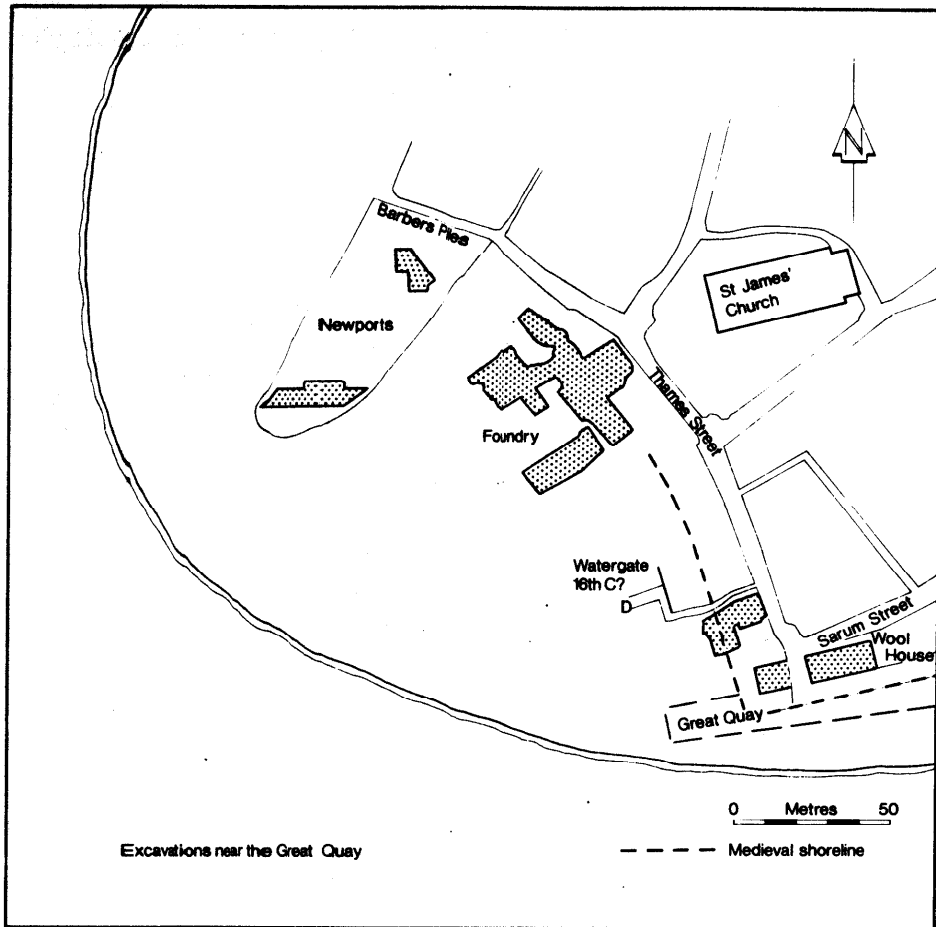 N
Barbers Piles
St James'
Church
Newports
Thames Street
Foundry
Watergate
16th C?
D
Sarum Street
Wool
House
Great Quay
0 Metres 50
Excavations near the Great Quay
Medieval shoreline